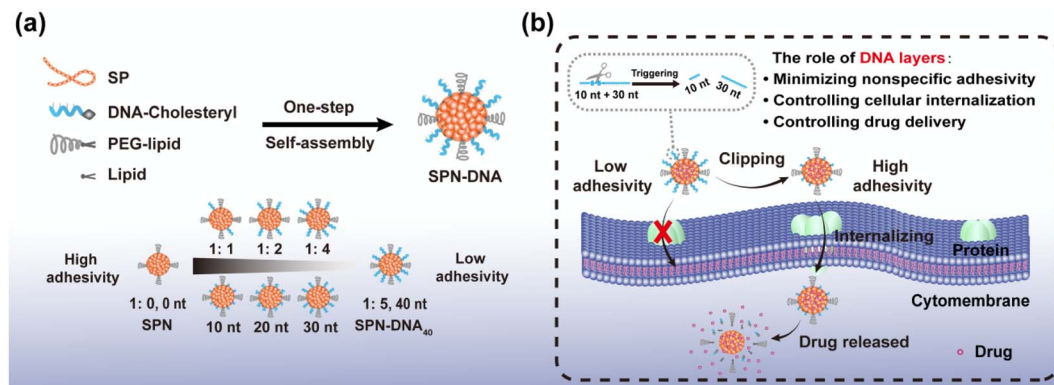 (a)
SP
DNA-Cholesteryl
PEG-lipid
Lipid
One-step
Self-assembly
SPN-DNA
High
adhesivity
1: 1
1: 2
1: 4
Low
adhesivity
1: 0, 0 nt
SPN
10 nt
20 nt
30 nt
1: 5, 40 nt
SPN-DNA₄₀
(b)
10 nt + 30 nt
Triggering
10 nt
30 nt
The role of DNA layers:
• Minimizing nonspecific adhesivity
• Controlling cellular internalization
• Controlling drug delivery
Low
adhesivity
Clipping
High
adhesivity
Internalizing
Protein
Cytomembrane
Drug released
Drug